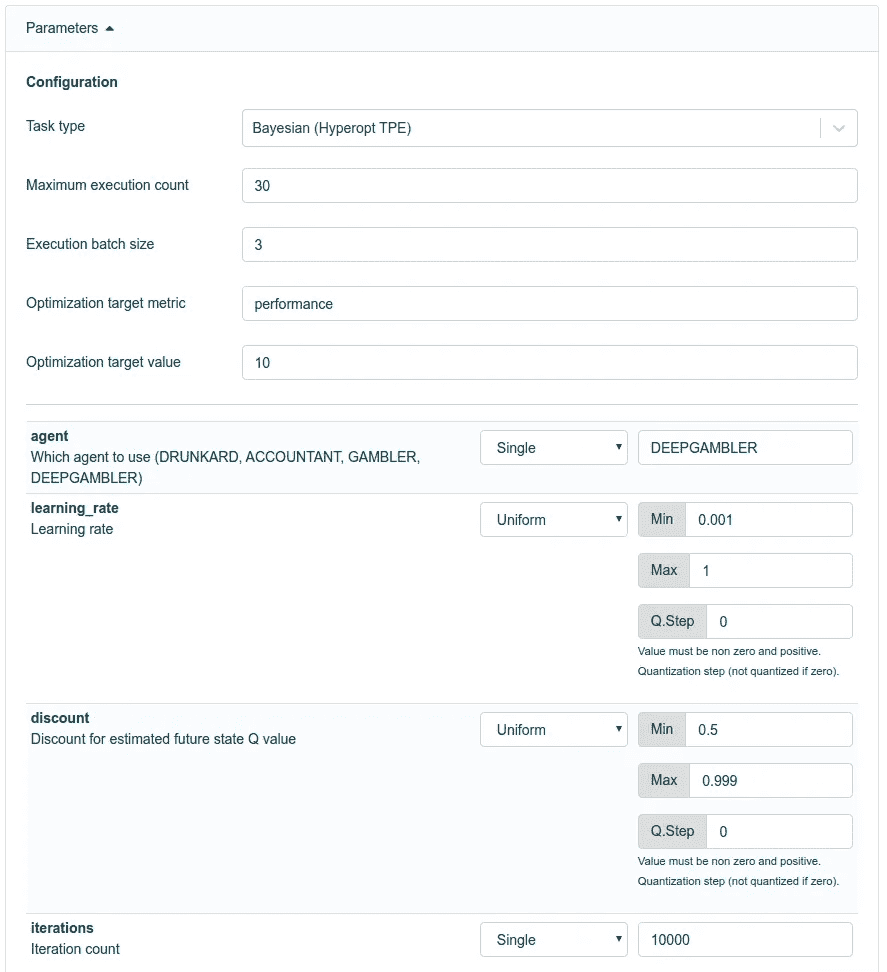 Parameters
Configuration
Task type
Bayesian (Hyperopt TPE)
Maximum execution count
30
Execution batch size
3
Optimization target metric
performance
Optimization target value
10
agent
Which agent to use (DRUNKARD, ACCOUNTANT, GAMBLER,
DEEPGAMBLER)
Single
DEEPGAMBLER
learning_rate
Learning rate
Uniform
Min 0.001
Max 1
Q.Step 0
Value must be non zero and positive.
Quantization step (not quantized if zero).
discount
Discount for estimated future state Q value
Uniform
Min 0.5
Max 0.999
Q.Step 0
Value must be non zero and positive.
Quantization step (not quantized if zero).
iterations
Iteration count
Single
10000